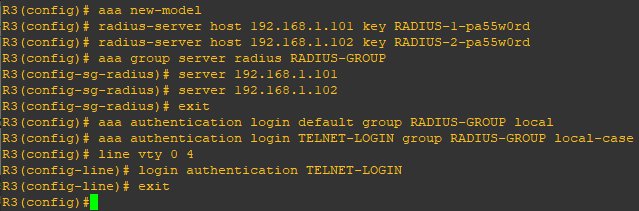 R3(config)# aaa new-model
R3(config)# radius-server host 192.168.1.101 key RADIUS-1-pa55w0rd
R3(config)# radius-server host 192.168.1.102 key RADIUS-2-pa55w0rd
R3(config)# aaa group server radius RADIUS-GROUP
R3(config-sg-radius)# server 192.168.1.101
R3(config-sg-radius)# server 192.168.1.102
R3(config-sg-radius)# exit
R3(config)# aaa authentication login default group RADIUS-GROUP local
R3(config)# aaa authentication login TELNET-LOGIN group RADIUS-GROUP local-case
R3(config)# line vty 0 4
R3(config-line)# login authentication TELNET-LOGIN
R3(config-line)# exit
R3(config)#